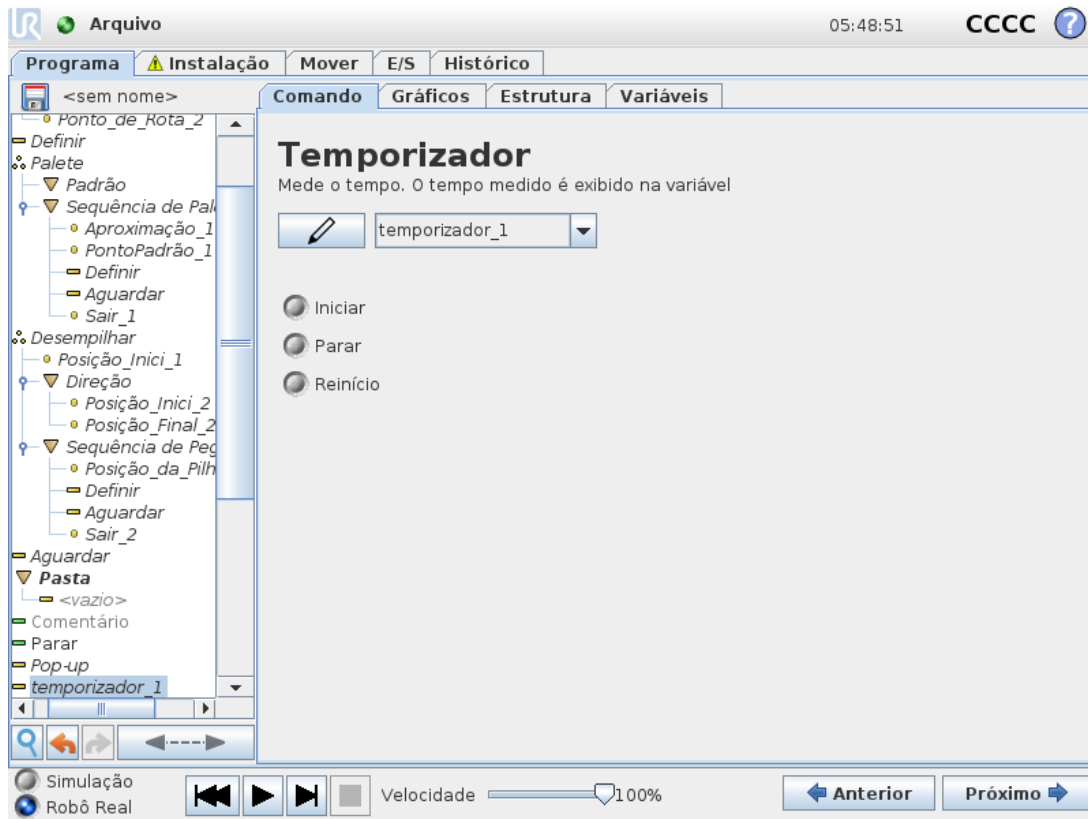 UR Arquivo 05:48:51 CCCC ?
Programa Instalação Mover E/S Histórico
<sem nome>
Comando Gráficos Estrutura Variáveis
Ponto_de_Rota_2
Definir
Palete
Padrão
Sequência de Pal
Aproximação_1
PontoPadrão_1
Definir
Aguardar
Sair_1
Desempilhar
Posição_Inici_1
Direção
Posição_Inici_2
Posição_Final_2
Sequência de Peg
Posição_da_Pilh
Definir
Aguardar
Sair_2
Aguardar
Pasta
<vazio>
Comentário
Parar
Pop-up
temporizador_1
Temporizador
Mede o tempo. O tempo medido é exibido na variável
temporizador_1
Iniciar
Parar
Reinício
Simulação
Robô Real
Velocidade 100%
Anterior Próximo